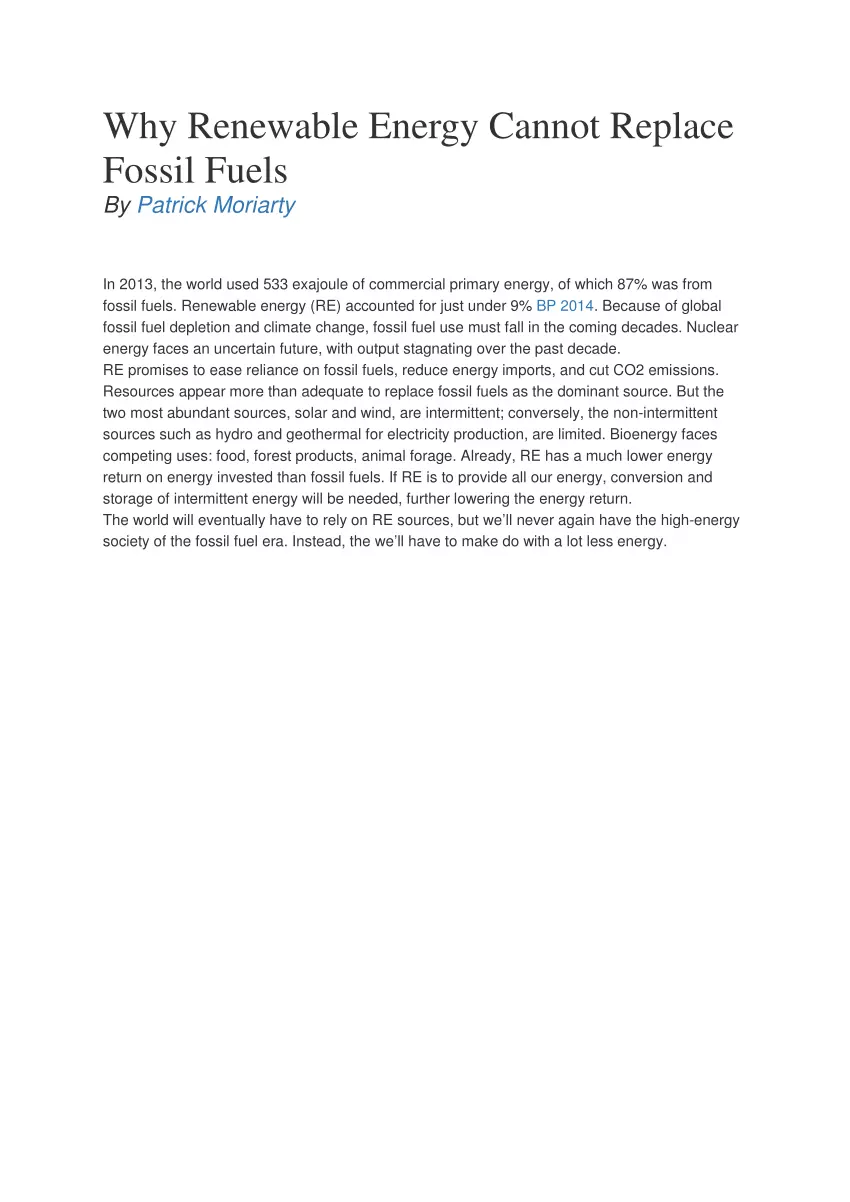 Why Renewable Energy Cannot Replace
Fossil Fuels
By Patrick Moriarty
In 2013, the world used 533 exajoule of commercial primary energy, of which 87% was from
fossil fuels. Renewable energy (RE) accounted for just under 9% BP 2014. Because of global
fossil fuel depletion and climate change, fossil fuel use must fall in the coming decades. Nuclear
energy faces an uncertain future, with output stagnating over the past decade.
RE promises to ease reliance on fossil fuels, reduce energy imports, and cut CO2 emissions.
Resources appear more than adequate to replace fossil fuels as the dominant source. But the
two most abundant sources, solar and wind, are intermittent; conversely, the non-intermittent
sources such as hydro and geothermal for electricity production, are limited. Bioenergy faces
competing uses: food, forest products, animal forage. Already, RE has a much lower energy
return on energy invested than fossil fuels. If RE is to provide all our energy, conversion and
storage of intermittent energy will be needed, further lowering the energy return.
The world will eventually have to rely on RE sources, but we’ll never again have the high-energy
society of the fossil fuel era. Instead, the we’ll have to make do with a lot less energy.